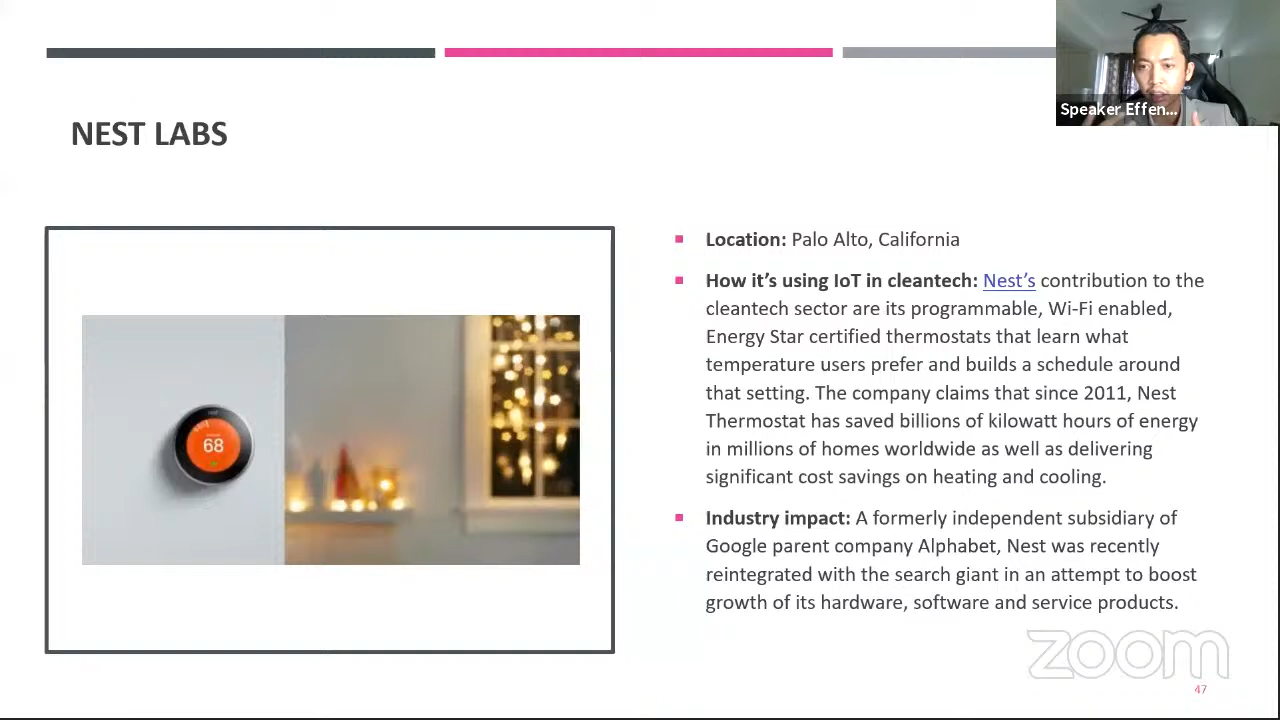 Speaker Effen...
NEST LABS
68
Location: Palo Alto, California
How it's using IoT in cleantech: Nest's contribution to the
cleantech sector are its programmable, Wi-Fi enabled,
Energy Star certified thermostats that learn what
temperature users prefer and builds a schedule around
that setting. The company claims that since 2011, Nest
Thermostat has saved billions of kilowatt hours of energy
in millions of homes worldwide as well as delivering
significant cost savings on heating and cooling.
Industry impact: A formerly independent subsidiary of
Google parent company Alphabet, Nest was recently
reintegrated with the search giant in an attempt to boost
growth of its hardware, software and service products.
zoom
47